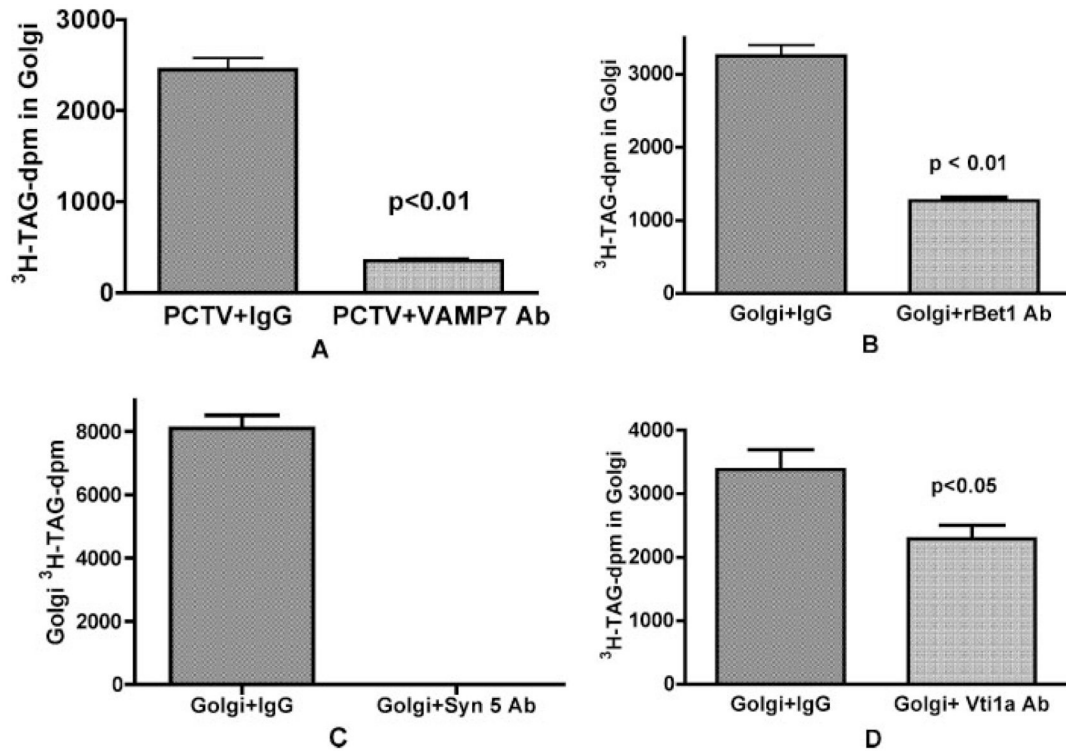 ³H-TAG-dpm in Golgi
3000
2000
1000
0
p<0.01
PCTV+IgG PCTV+VAMP7 Ab
A
³H-TAG-dpm in Golgi
3000
2000
1000
0
p < 0.01
Golgi+IgG Golgi+rBet1 Ab
B
Golgi ³H-TAG-dpm
8000
6000
4000
2000
0
Golgi+IgG Golgi+Syn 5 Ab
C
³H-TAG-dpm in Golgi
4000
3000
2000
1000
0
p<0.05
Golgi+IgG Golgi+ Vti1a Ab
D